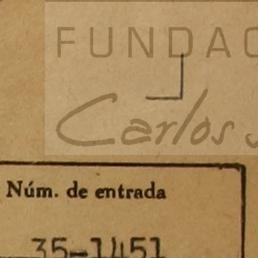 FUNDAC
Carlos
Núm. de entrada
35-1451